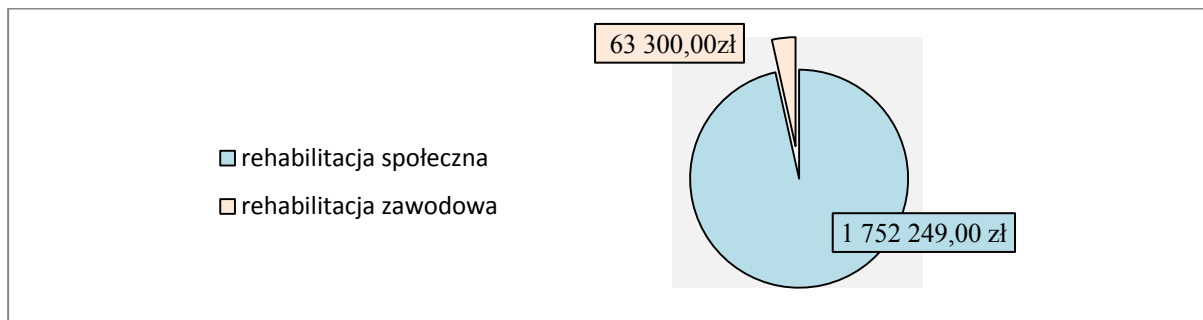 63 300,00zł
rehabilitacja społeczna
rehabilitacja zawodowa
1 752 249,00 zł